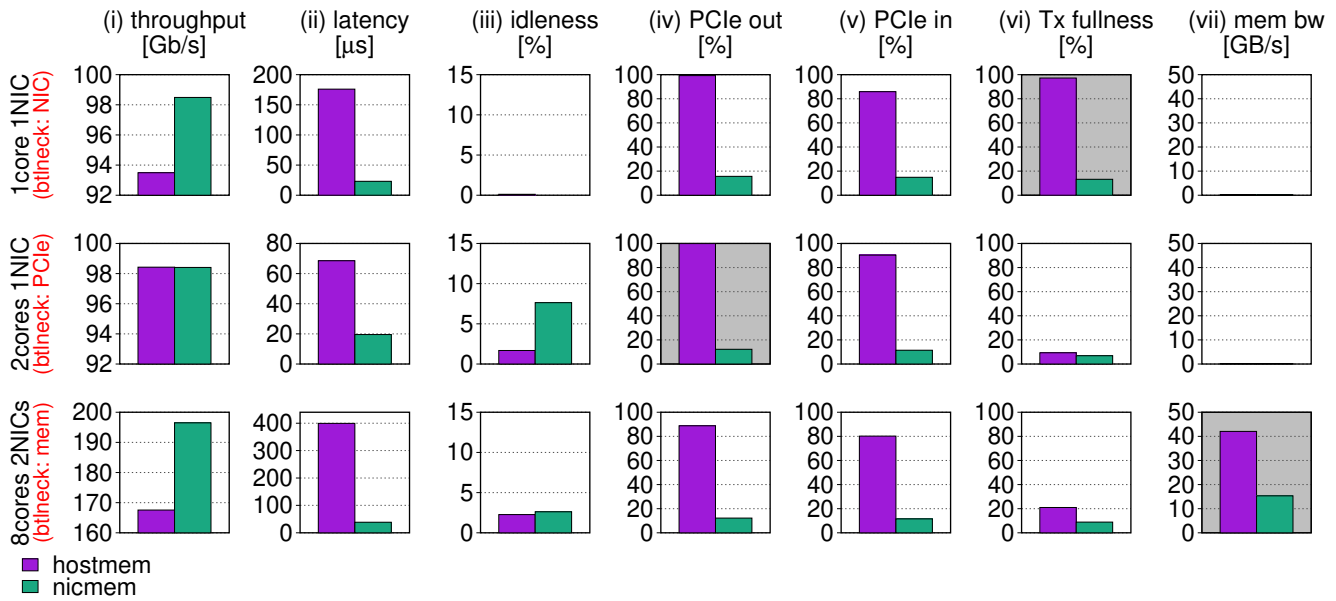 (i) throughput (ii) latency (iii) idleness (iv) PCIe out (v) PCIe in (vi) Tx fullness (vii) mem bw
[Gb/s] [μs] [%] [%] [%] [%] [GB/s]
1core 1NIC
(btlneck: NIC)
100 98 96 94 92
200 175 150 125 100 75 50 25 0
15 10 5 0
100 80 60 40 20 0
100 80 60 40 20 0
100 80 60 40 20 0
50 40 30 20 10 0
2cores 1NIC
(btlneck: PCIe)
100 98 96 94 92
80 60 40 20 0
15 10 5 0
100 80 60 40 20 0
100 80 60 40 20 0
100 80 60 40 20 0
50 40 30 20 10 0
8cores 2NICs
(btlneck: mem)
200 190 180 170 160
400 300 400 200 100 0
15 10 5 0
100 80 60 40 20 0
100 80 60 40 20 0
100 80 60 40 20 0
50 40 30 20 10 0
hostmem
nicmem